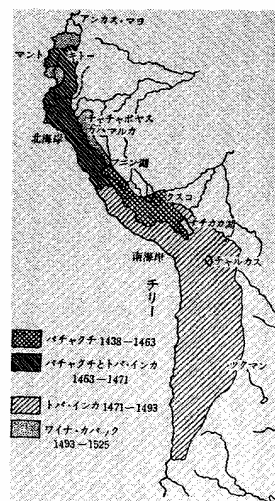 アンカス・マヨ
マント
キトー
チャチャポヤス
カハマルカ
北海岸
フニン湖
クスコ
チチカカ湖
南海岸
チャルカス
チリー
ツクマン
パチャクチ 1438—1463
パチャクチとトパ・インカ
1463—1471
トパ・インカ 1471—1493
ワイナ・カパック
1493—1525